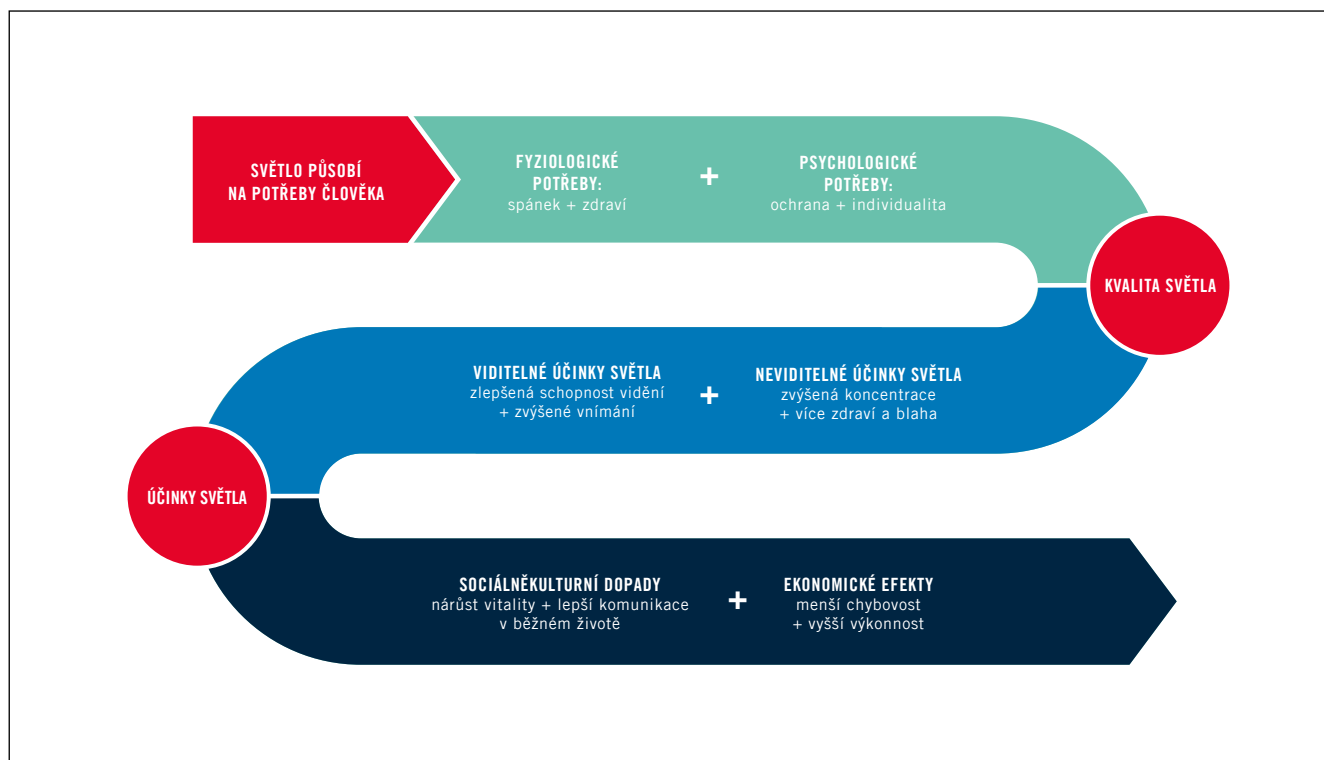 SVĚTLO PŮSOBÍ
NA POTŘEBY ČLOVĚKA
FYZIOLOGICKÉ
POTŘEBY:
spánek + zdraví
+
PSYCHOLOGICKÉ
POTŘEBY:
ochrana + individualita
KVALITA SVĚTLA
VIDITELNÉ ÚČINKY SVĚTLA
zlepšená schopnost vidění
+ zvýšené vnímání
+
NEVIDITELNÉ ÚČINKY SVĚTLA
zvýšená koncentrace
+ více zdraví a blaha
ÚČINKY SVĚTLA
SOCIÁLNĚKULTURNÍ DOPADY
nárůst vitality + lepší komunikace
v běžném životě
+
EKONOMICKÉ EFEKTY
menší chybovost
+ vyšší výkonnost